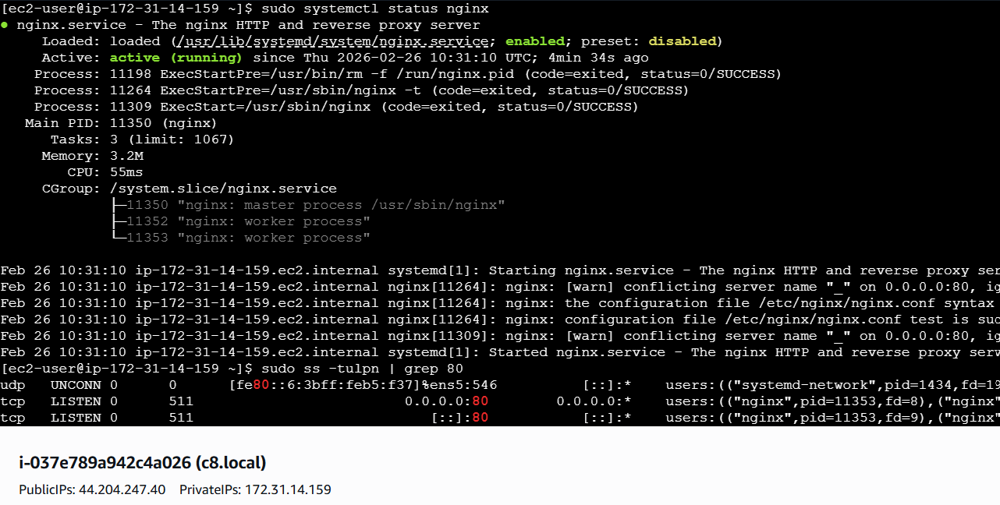 [ec2-user@ip-172-31-14-159 ~]$ sudo systemctl status nginx
● nginx.service - The nginx HTTP and reverse proxy server
Loaded: loaded (/usr/lib/systemd/system/nginx.service; enabled; preset: disabled)
Active: active (running) since Thu 2026-02-26 10:31:10 UTC; 4min 34s ago
Process: 11198 ExecStartPre=/usr/bin/rm -f /run/nginx.pid (code=exited, status=0/SUCCESS)
Process: 11264 ExecStartPre=/usr/sbin/nginx -t (code=exited, status=0/SUCCESS)
Process: 11309 ExecStart=/usr/sbin/nginx (code=exited, status=0/SUCCESS)
Main PID: 11350 (nginx)
Tasks: 3 (limit: 1067)
Memory: 3.2M
CPU: 55ms
CGroup: /system.slice/nginx.service
├─11350 "nginx: master process /usr/sbin/nginx"
├─11352 "nginx: worker process"
└─11353 "nginx: worker process"
Feb 26 10:31:10 ip-172-31-14-159.ec2.internal systemd[1]: Starting nginx.service - The nginx HTTP and reverse proxy ser
Feb 26 10:31:10 ip-172-31-14-159.ec2.internal nginx[11264]: nginx: [warn] conflicting server name "_" on 0.0.0.0:80, ig
Feb 26 10:31:10 ip-172-31-14-159.ec2.internal nginx[11264]: nginx: the configuration file /etc/nginx/nginx.conf syntax
Feb 26 10:31:10 ip-172-31-14-159.ec2.internal nginx[11264]: nginx: configuration file /etc/nginx/nginx.conf test is suc
Feb 26 10:31:10 ip-172-31-14-159.ec2.internal nginx[11309]: nginx: [warn] conflicting server name "_" on 0.0.0.0:80, ig
Feb 26 10:31:10 ip-172-31-14-159.ec2.internal systemd[1]: Started nginx.service - The nginx HTTP and reverse proxy serv
[ec2-user@ip-172-31-14-159 ~]$ sudo ss -tulpn | grep 80
udp UNCONN 0 0 [fe80::6:3bff:feb5:f37]%ens5:546 [::]:* users:(("systemd-network",pid=1434,fd=19
tcp LISTEN 0 511 0.0.0.0:80 0.0.0.0:* users:(("nginx",pid=11353,fd=8),("nginx"
tcp LISTEN 0 511 [::]:80 [::]:* users:(("nginx",pid=11353,fd=9),("nginx"
i-037e789a942c4a026 (c8.local)
PublicIPs: 44.204.247.40 PrivateIPs: 172.31.14.159